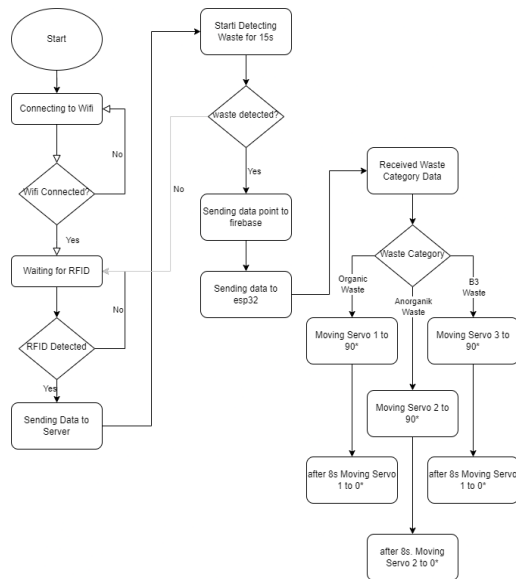 Start
Connecting to Wifi
No
Wifi Connected?
Yes
Waiting for RFID
No
RFID Detected
Yes
Sending Data to
Server
Starti Detecting
Waste for 15s
waste detected?
No
Yes
Sending data point to
firebase
Sending data to
esp32
Received Waste
Category Data
Waste Category
Organic
Waste
Anorganik
Waste
B3
Waste
Moving Servo 1 to
90*
Moving Servo 2 to
90*
Moving Servo 3 to
90*
after 8s Moving Servo
1 to 0*
after 8s. Moving
Servo 2 to 0*
after 8s Moving Servo
1 to 0*